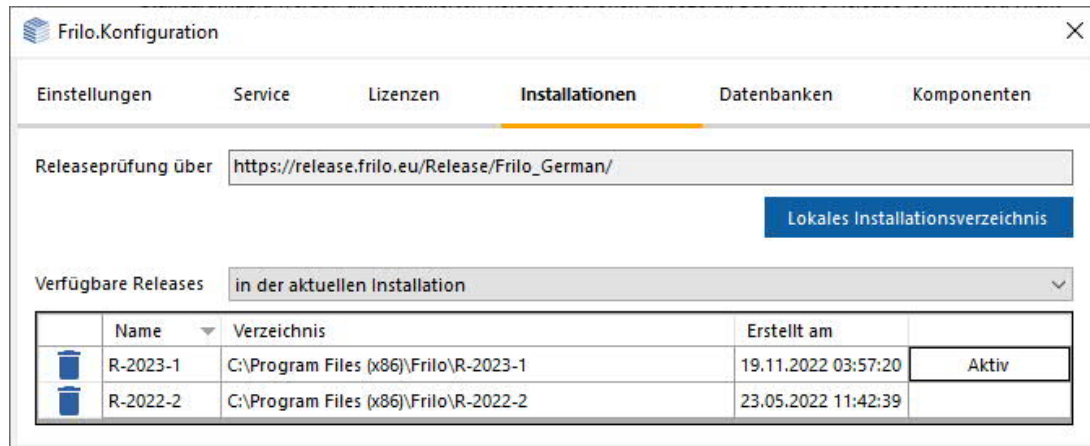 Frilo.Konfiguration
Einstellungen Service Lizenzen Installationen Datenbanken Komponenten
Releaseprüfung über https://release.frilo.eu/Release/Frilo_German/
Lokales Installationsverzeichnis
Verfügbare Releases in der aktuellen Installation
Name Verzeichnis Erstellt am
R-2023-1 C:\Program Files (x86)\Frilo\R-2023-1 19.11.2022 03:57:20 Aktiv
R-2022-2 C:\Program Files (x86)\Frilo\R-2022-2 23.05.2022 11:42:39